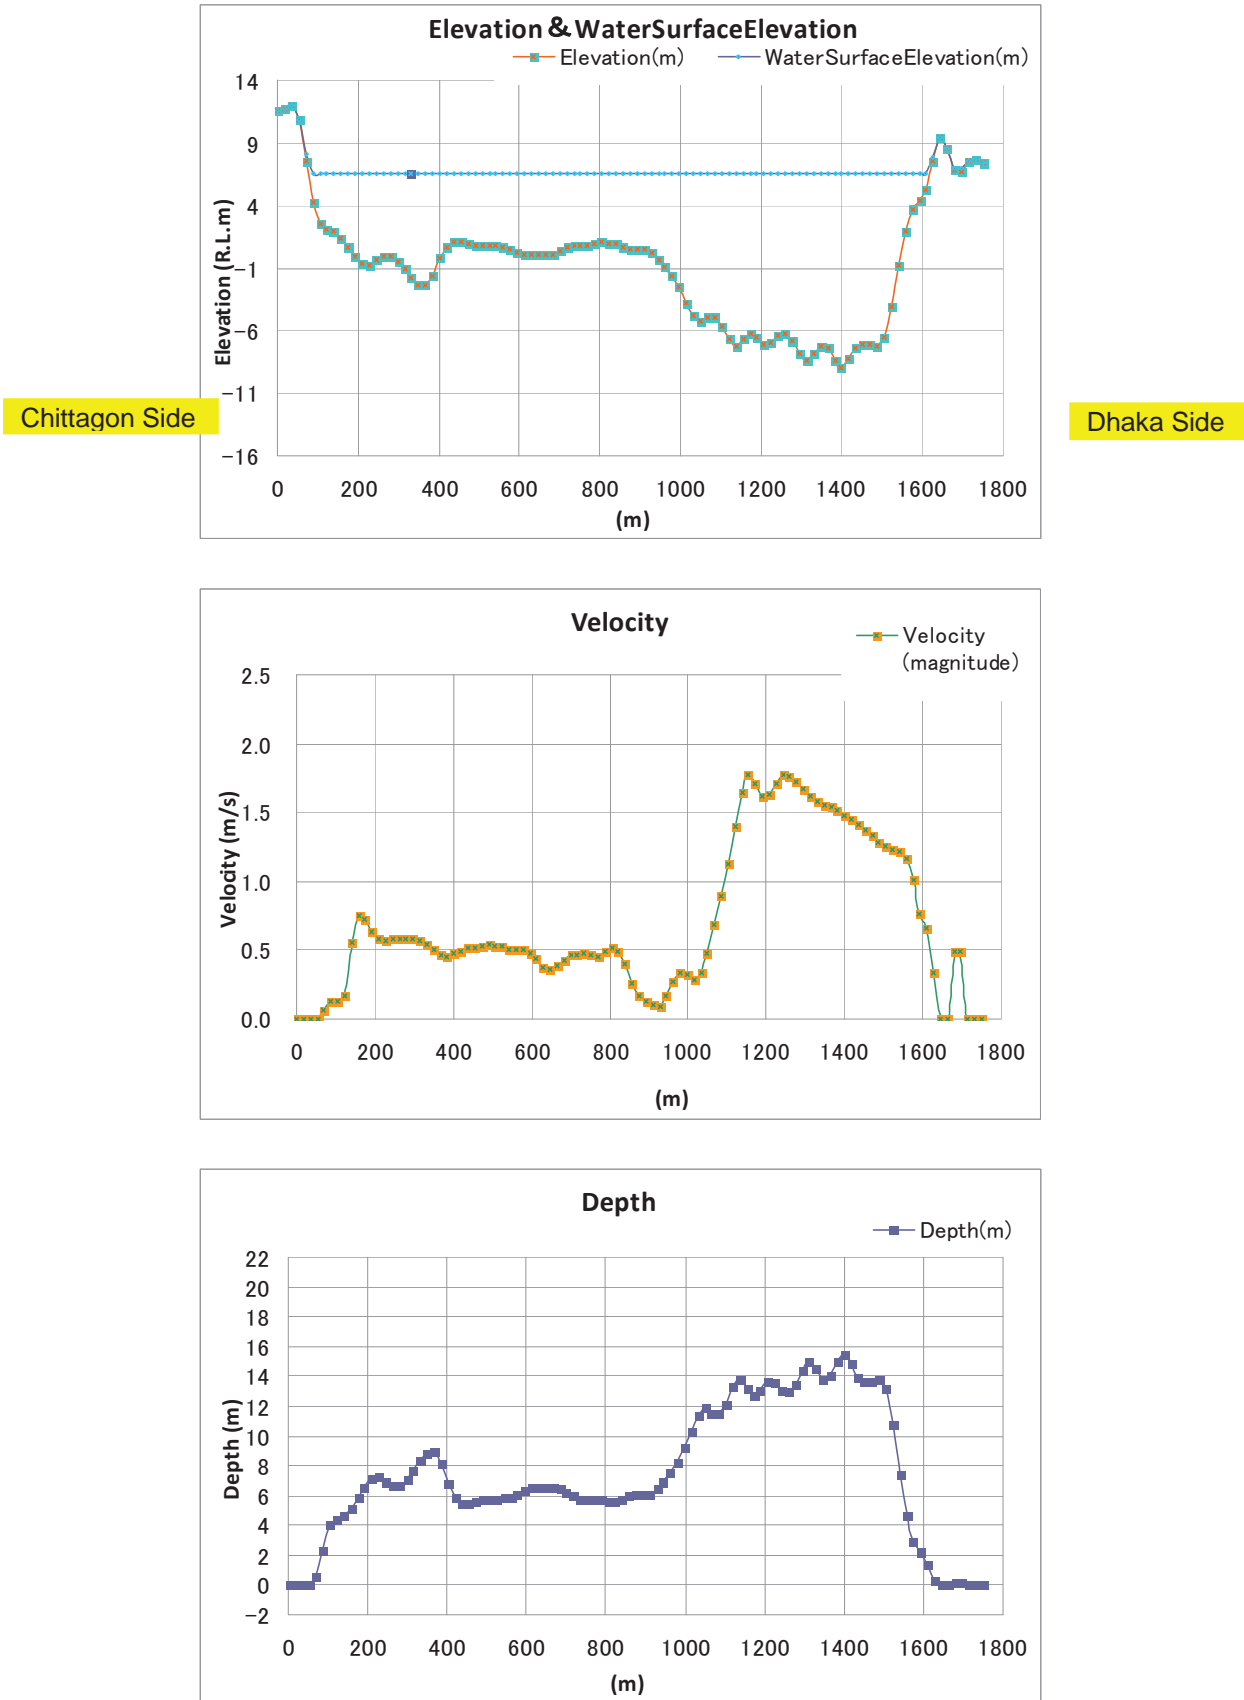 Elevation＆WaterSurfaceElevation
Elevation(m) WaterSurfaceElevation(m)
14
9
4
−1
−6
−11
−16
Elevation (R.L.m)
0 200 400 600 800 1000 1200 1400 1600 1800
(m)
Chittagon Side
Dhaka Side
Velocity
Velocity
(magnitude)
2.5
2.0
1.5
1.0
0.5
0.0
Velocity (m/s)
0 200 400 600 800 1000 1200 1400 1600 1800
(m)
Depth
Depth(m)
22
20
18
16
14
12
10
8
6
4
2
0
−2
Depth (m)
0 200 400 600 800 1000 1200 1400 1600 1800
(m)